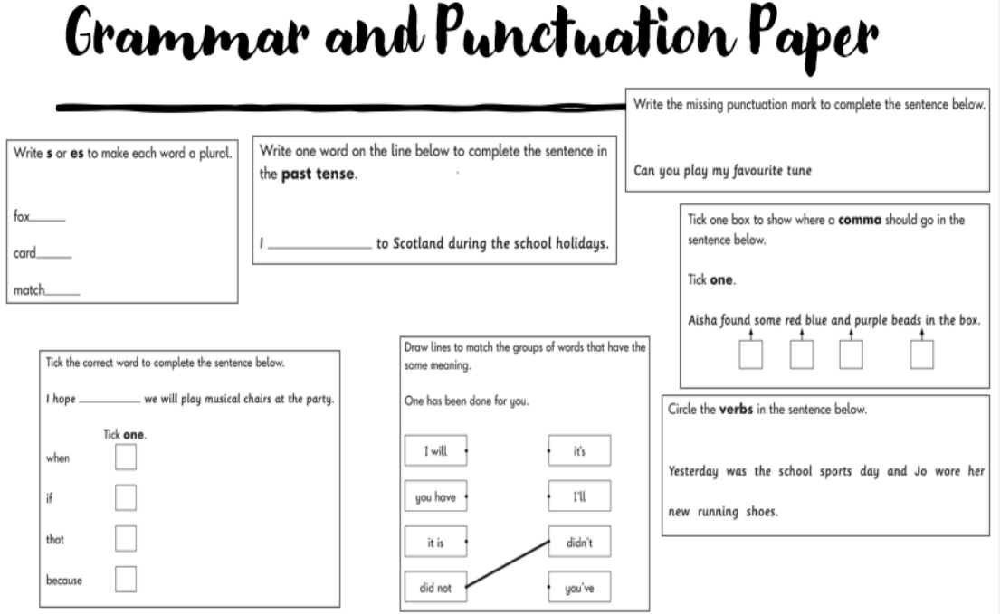 Grammar and Punctuation Paper
Write the missing punctuation mark to complete the sentence below.
Can you play my favourite tune
Write s or es to make each word a plural.
fox______
card______
match______
Write one word on the line below to complete the sentence in
the past tense.
I ______________ to Scotland during the school holidays.
Tick one box to show where a comma should go in the
sentence below.
Tick one.
Aisha found some red blue and purple beads in the box.
Tick the correct word to complete the sentence below.
I hope __________ we will play musical chairs at the party.
Tick one.
when
if
that
because
Draw lines to match the groups of words that have the
same meaning.
One has been done for you.
I will it's
you have I'll
it is didn't
did not you've
Circle the verbs in the sentence below.
Yesterday was the school sports day and Jo wore her
new running shoes.